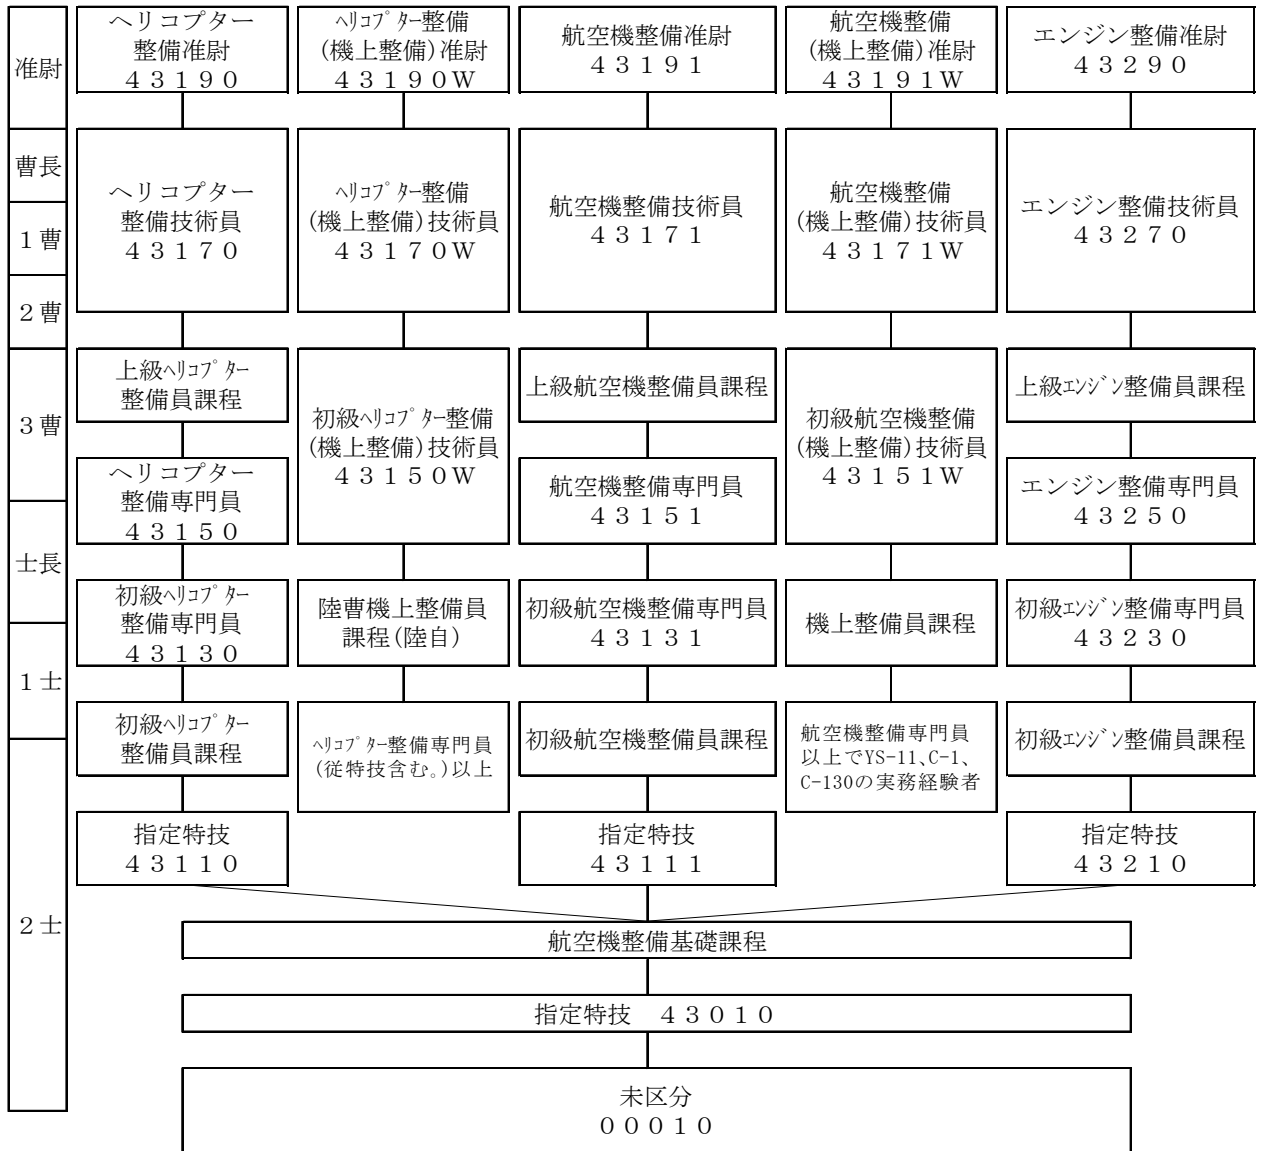 准尉
ヘリコプター
整備准尉
４３１９０
ﾍﾘｺﾌﾟﾀｰ整備
(機上整備)准尉
４３１９０Ｗ
航空機整備准尉
４３１９１
航空機整備
(機上整備)准尉
４３１９１Ｗ
エンジン整備准尉
４３２９０
曹長
１曹
２曹
ヘリコプター
整備技術員
４３１７０
ﾍﾘｺﾌﾟﾀｰ整備
(機上整備)技術員
４３１７０Ｗ
航空機整備技術員
４３１７１
航空機整備
(機上整備)技術員
４３１７１Ｗ
エンジン整備技術員
４３２７０
３曹
上級ﾍﾘｺﾌﾟﾀｰ
整備員課程
初級ﾍﾘｺﾌﾟﾀｰ整備
(機上整備)技術員
４３１５０Ｗ
上級航空機整備員課程
初級航空機整備
(機上整備)技術員
４３１５１Ｗ
上級ｴﾝｼﾞﾝ整備員課程
ヘリコプター
整備専門員
４３１５０
航空機整備専門員
４３１５１
エンジン整備専門員
４３２５０
士長
初級ﾍﾘｺﾌﾟﾀｰ
整備専門員
４３１３０
陸曹機上整備員
課程(陸自)
初級航空機整備専門員
４３１３１
機上整備員課程
初級ｴﾝｼﾞﾝ整備専門員
４３２３０
１士
初級ﾍﾘｺﾌﾟﾀｰ
整備員課程
ﾍﾘｺﾌﾟﾀｰ整備専門員
(従特技含む。)以上
初級航空機整備員課程
航空機整備専門員
以上でYS-11、C-1、
C-130の実務経験者
初級ｴﾝｼﾞﾝ整備員課程
２士
指定特技
４３１１０
指定特技
４３１１１
指定特技
４３２１０
航空機整備基礎課程
指定特技　４３０１０
未区分
０００１０